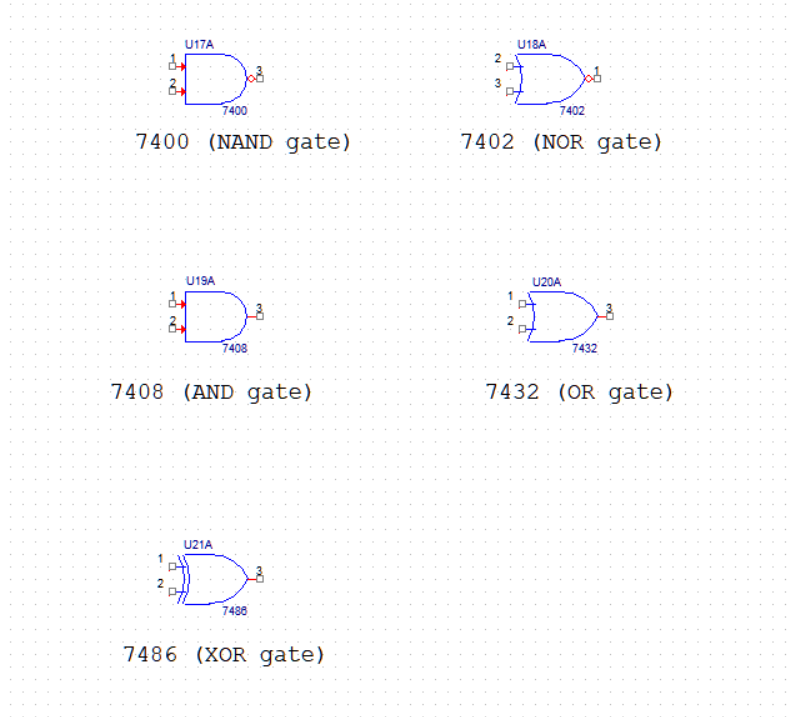 U17A
1
2
3
7400
7400 (NAND gate)
U18A
2
3
1
7402
7402 (NOR gate)
U19A
1
2
3
7408
7408 (AND gate)
U20A
1
2
3
7432
7432 (OR gate)
U21A
1
2
3
7486
7486 (XOR gate)